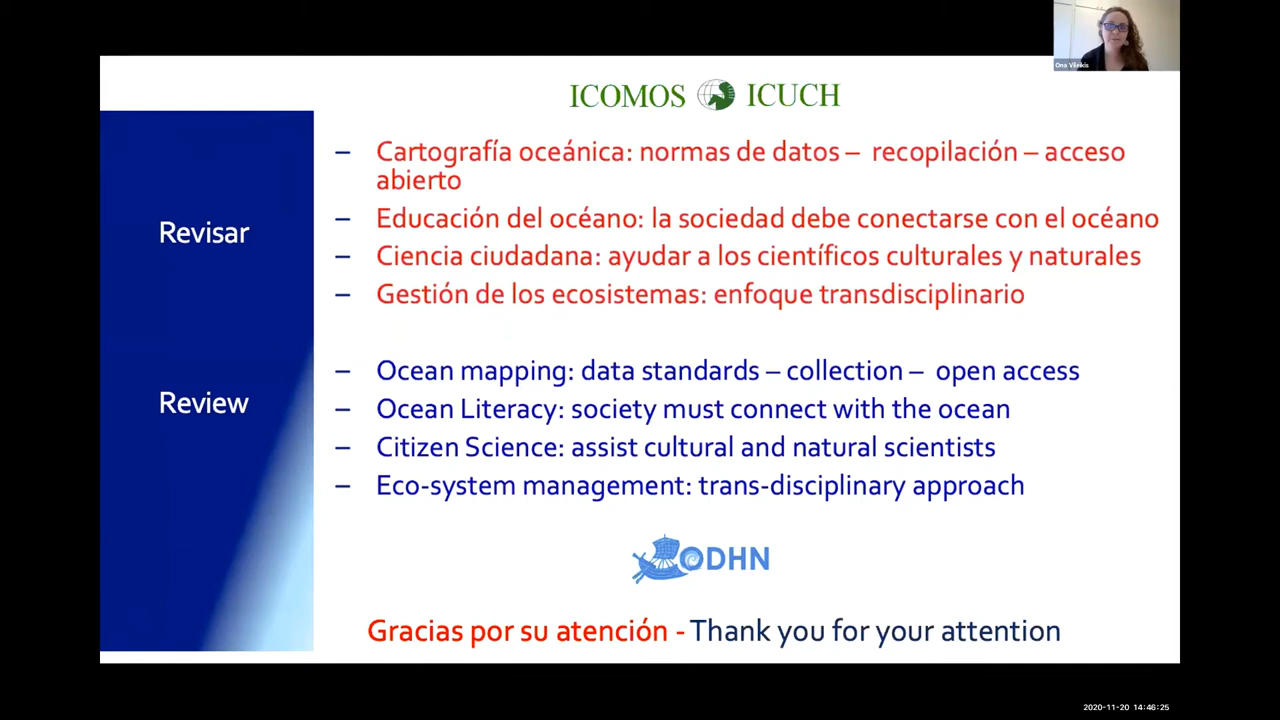 Ona Vileikis
ICOMOS ICUCH
Revisar
– Cartografía oceánica: normas de datos – recopilación – acceso
abierto
– Educación del océano: la sociedad debe conectarse con el océano
– Ciencia ciudadana: ayudar a los científicos culturales y naturales
– Gestión de los ecosistemas: enfoque transdisciplinario
Review
– Ocean mapping: data standards – collection – open access
– Ocean Literacy: society must connect with the ocean
– Citizen Science: assist cultural and natural scientists
– Eco-system management: trans-disciplinary approach
ODHN
Gracias por su atención - Thank you for your attention
2020-11-20 14:46:25